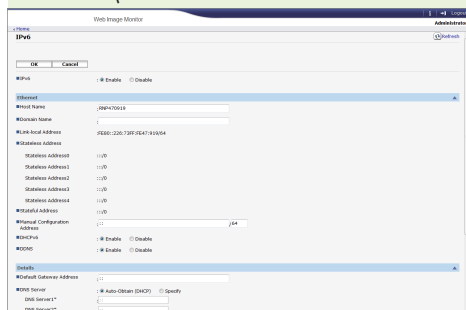 Web Image Monitor
Logout
Administrator
Home
IPv6
Refresh
OK Cancel
IPv6 : Enable Disable
Ethernet
Host Name :RNP470919
Domain Name :
Link-local Address :FE80::226:73FF:FE47:919/64
Stateless Address
Stateless Address0 :::/0
Stateless Address1 :::/0
Stateless Address2 :::/0
Stateless Address3 :::/0
Stateless Address4 :::/0
Stateful Address :::/0
Manual Configuration Address : :: /64
DHCPv6 : Enable Disable
DDNS : Enable Disable
Details
Default Gateway Address : ::
DNS Server : Auto-Obtain (DHCP) Specify
DNS Server1* : ::
DNS Server2* ::